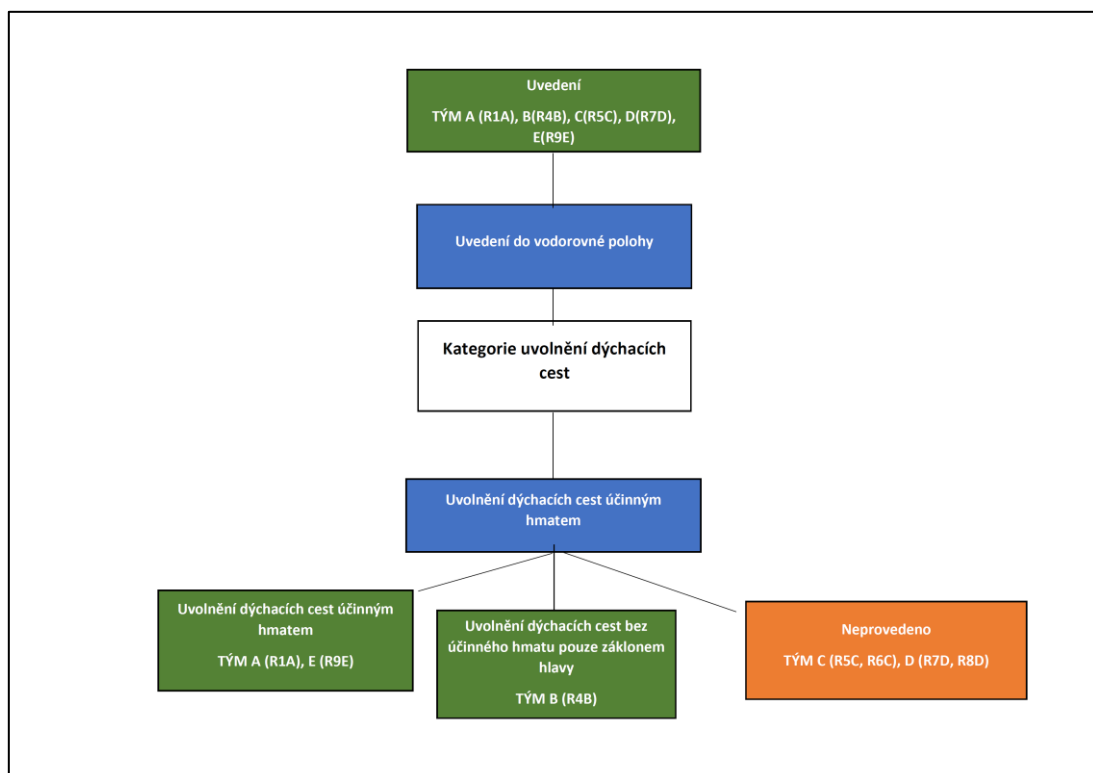 Uvedení
TÝM A (R1A), B(R4B), C(R5C), D(R7D),
E(R9E)
Uvedení do vodorovné polohy
Kategorie uvolnění dýchacích
cest
Uvolnění dýchacích cest účinným
hmatem
Uvolnění dýchacích cest účinným
hmatem
TÝM A (R1A), E (R9E)
Uvolnění dýchacích cest bez
účinného hmatu pouze záklonem
hlavy
TÝM B (R4B)
Neprovedeno
TÝM C (R5C, R6C), D (R7D, R8D)